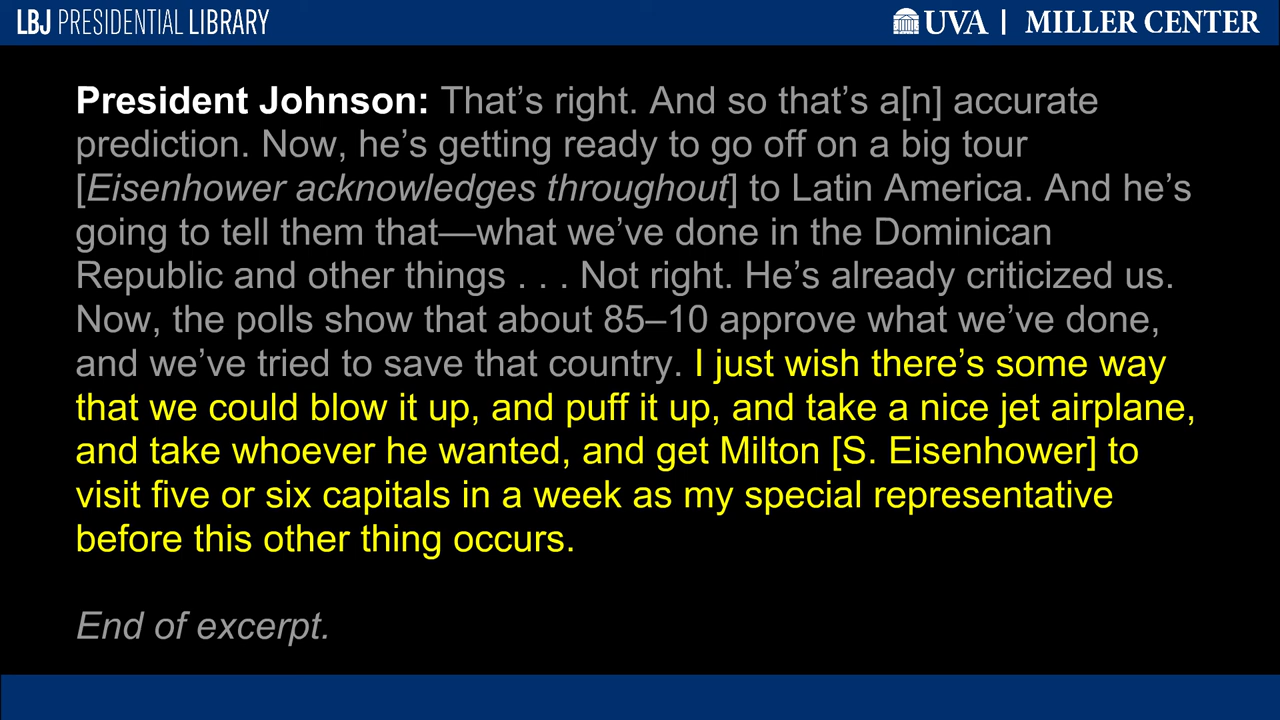 LBJ PRESIDENTIAL LIBRARY
UVA | MILLER CENTER
President Johnson: That's right. And so that's a[n] accurate
prediction. Now, he's getting ready to go off on a big tour
[Eisenhower acknowledges throughout] to Latin America. And he's
going to tell them that—what we've done in the Dominican
Republic and other things . . . Not right. He's already criticized us.
Now, the polls show that about 85–10 approve what we've done,
and we've tried to save that country. I just wish there's some way
that we could blow it up, and puff it up, and take a nice jet airplane,
and take whoever he wanted, and get Milton [S. Eisenhower] to
visit five or six capitals in a week as my special representative
before this other thing occurs.
End of excerpt.